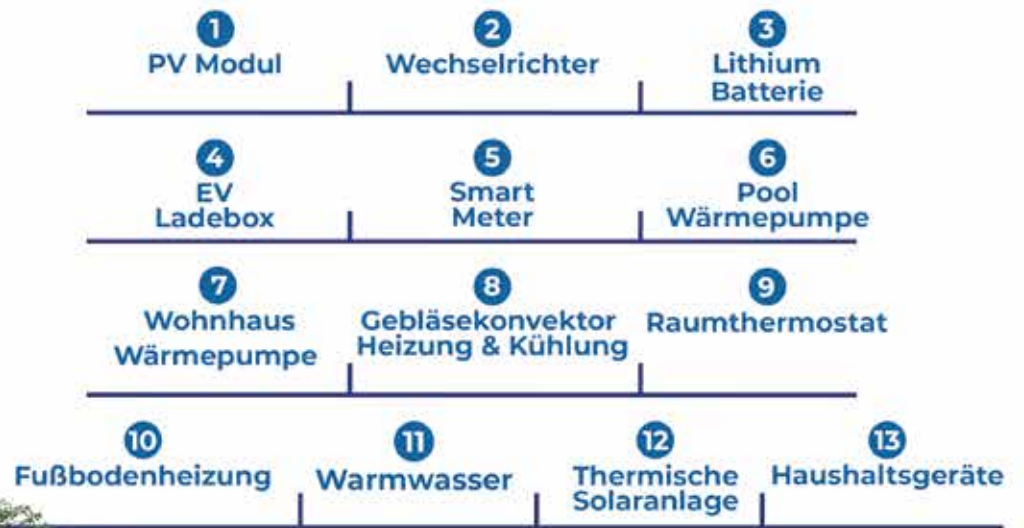 1 2 3
PV Modul Wechselrichter Lithium
Batterie
4 5 6
EV Smart Pool
Ladebox Meter Wärmepumpe
7 8 9
Wohnhaus Gebläsekonvektor Raumthermostat
Wärmepumpe Heizung & Kühlung
10 11 12 13
Fußbodenheizung Warmwasser Thermische Haushaltsgeräte
Solaranlage